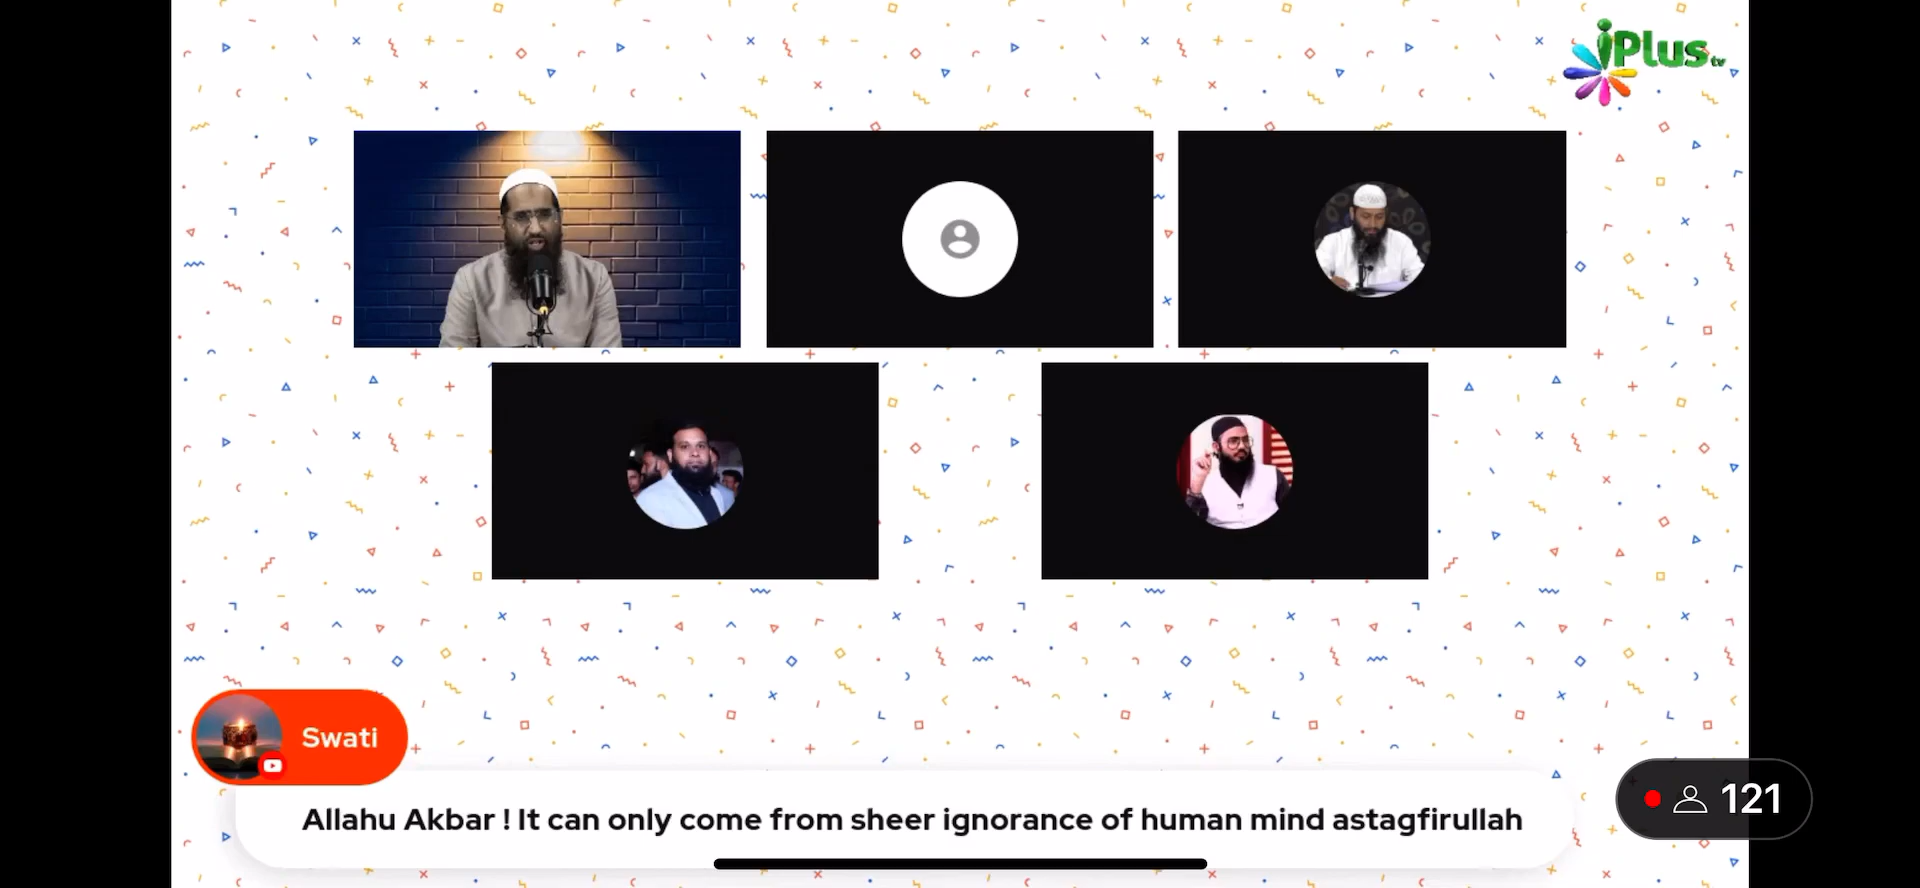 iPlus tv
Swati
Allahu Akbar ! It can only come from sheer ignorance of human mind astagfirullah
121